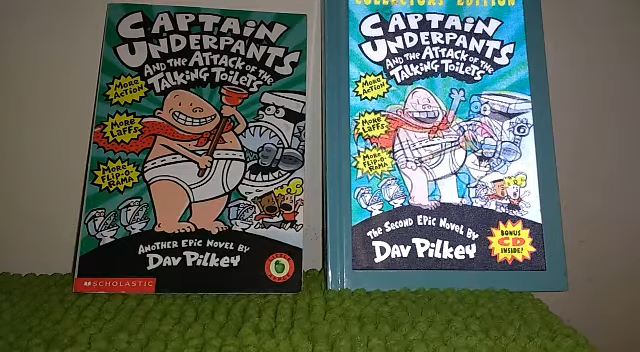 CAPTAIN
UNDERPANTS
AND THE ATTACK OF THE
TALKING TOILETS
MORE
ACTION
MORE
LAFFS
MORE
FLIP-O-
RAMA
ANOTHER EPIC NOVEL BY
DAV PILKEY
SCHOLASTIC
COLLECTORS' EDITION
CAPTAIN
UNDERPANTS
AND THE ATTACK OF THE
TALKING TOILETS
MORE
ACTION
MORE
LAFFS
MORE
FLIP-O-
RAMA
THE SECOND EPIC NOVEL BY
DAV PILKEY
BONUS
CD
INSIDE!